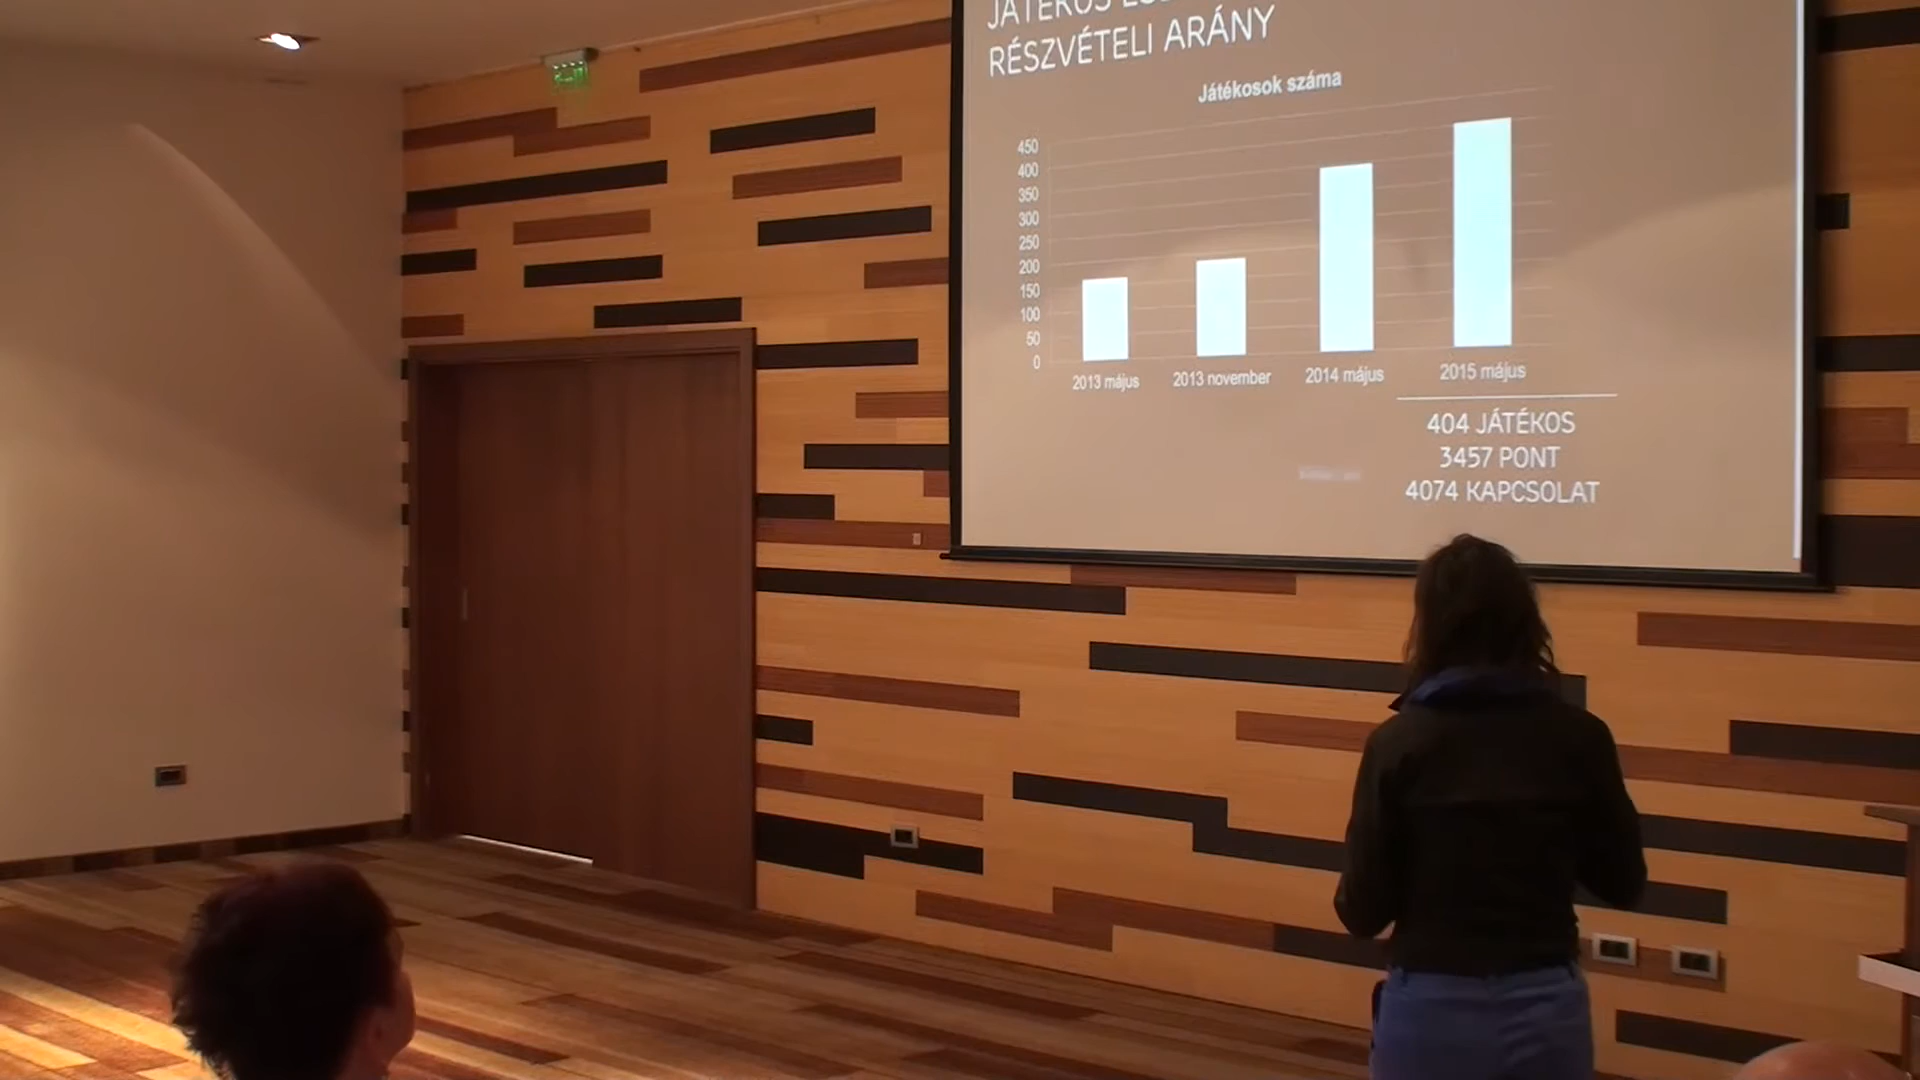 JÁTÉKOS
RÉSZVÉTELI ARÁNY
Játékosok száma
450
400
350
300
250
200
150
100
50
0
2013 május
2013 november
2014 május
2015 május
404 JÁTÉKOS
3457 PONT
4074 KAPCSOLAT